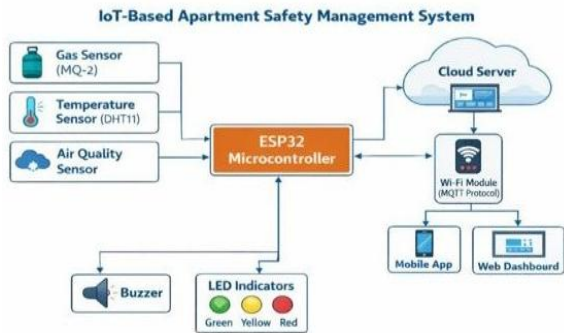 IoT-Based Apartment Safety Management System
Gas Sensor
(MQ-2)
Temperature
Sensor (DHT11)
Air Quality
Sensor
ESP32
Microcontroller
Cloud Server
Wi-Fi Module
(MQTT Protocol)
Mobile App
Web Dashbourd
Buzzer
LED Indicators
Green Yellow Red